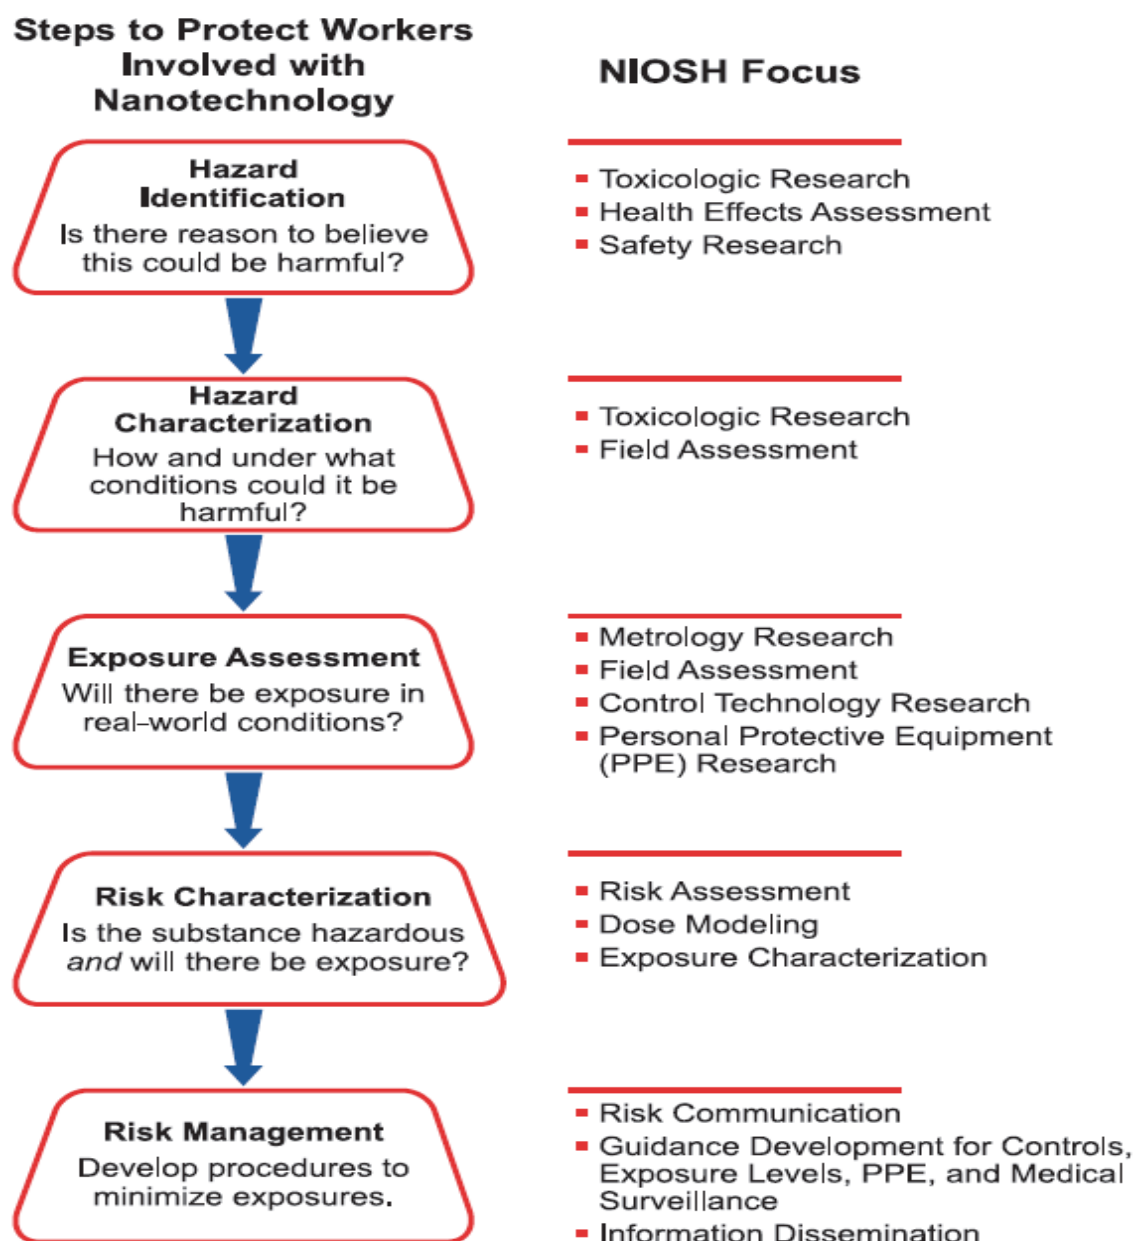 Steps to Protect Workers
Involved with
Nanotechnology
NIOSH Focus
Hazard
Identification
Is there reason to believe
this could be harmful?
▪ Toxicologic Research
▪ Health Effects Assessment
▪ Safety Research
Hazard
Characterization
How and under what
conditions could it be
harmful?
▪ Toxicologic Research
▪ Field Assessment
Exposure Assessment
Will there be exposure in
real-world conditions?
▪ Metrology Research
▪ Field Assessment
▪ Control Technology Research
▪ Personal Protective Equipment
(PPE) Research
Risk Characterization
Is the substance hazardous
and will there be exposure?
▪ Risk Assessment
▪ Dose Modeling
▪ Exposure Characterization
Risk Management
Develop procedures to
minimize exposures.
▪ Risk Communication
▪ Guidance Development for Controls,
Exposure Levels, PPE, and Medical
Surveillance
▪ Information Dissemination